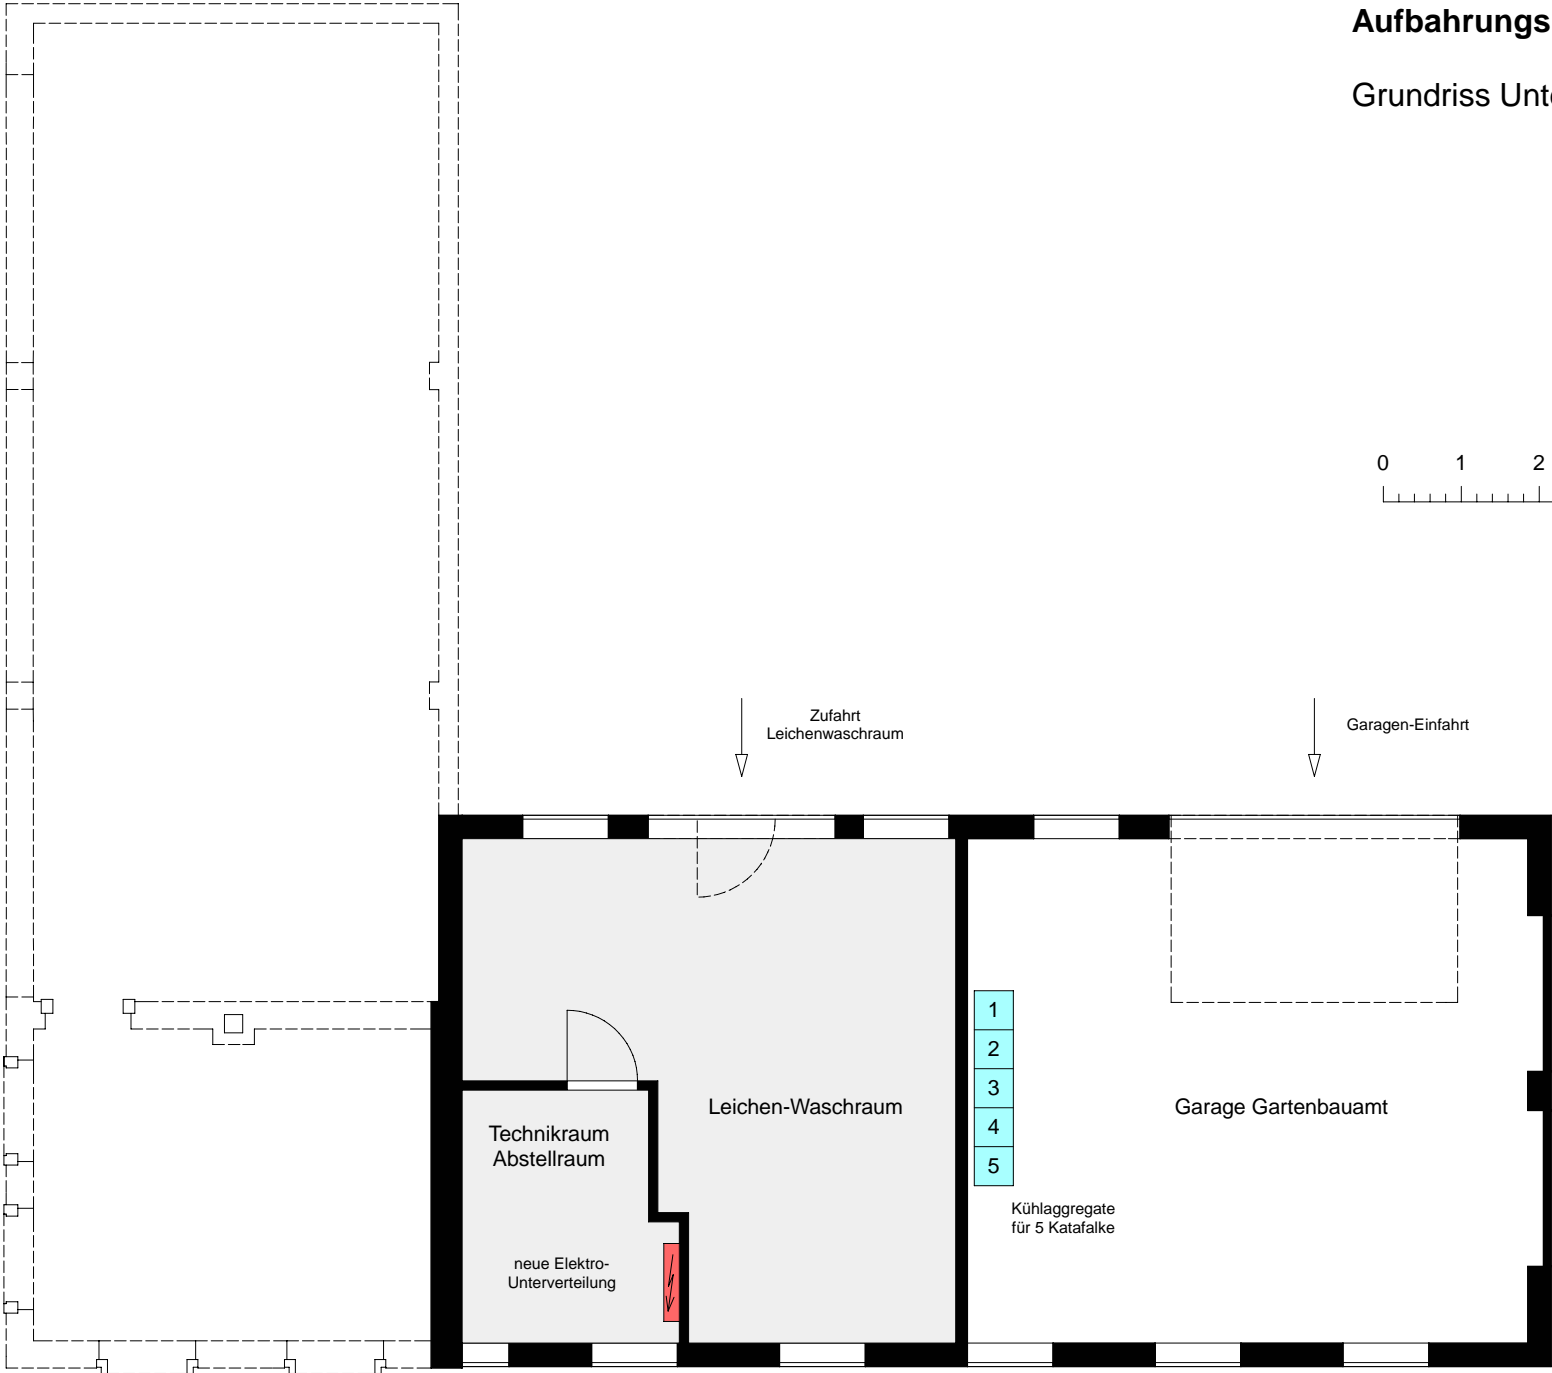 Aufbahrungs
Grundriss Unt
0 1 2
Zufahrt
Leichenwaschraum
Garagen-Einfahrt
1
2
3
4
5
Leichen-Waschraum
Garage Gartenbauamt
Technikraum
Abstellraum
Kühlaggregate
für 5 Katafalke
neue Elektro-
Unterverteilung